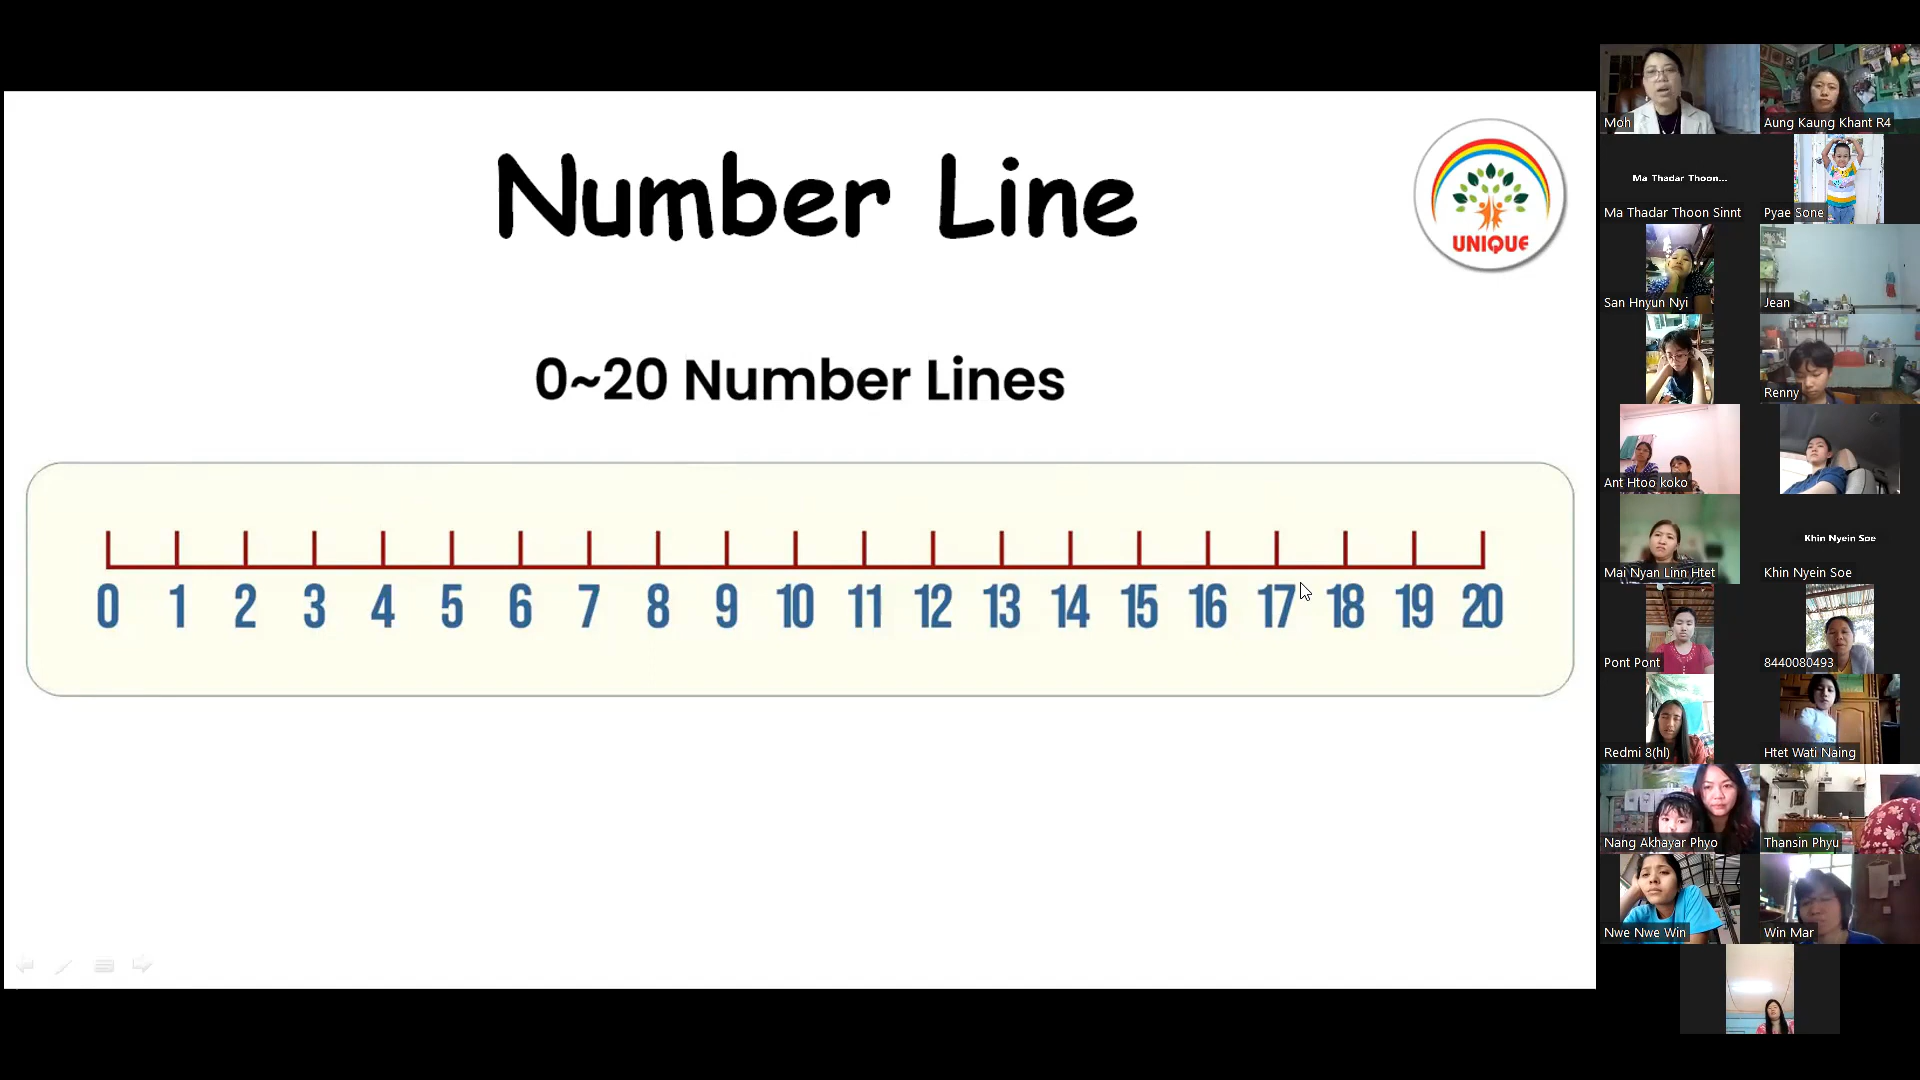 Number Line
UNIQUE
0~20 Number Lines
0 1 2 3 4 5 6 7 8 9 10 11 12 13 14 15 16 17 18 19 20
Moh
Aung Kaung Khant R4
Ma Thadar Thoon...
Ma Thadar Thoon Sinnt
Pyae Sone
San Hnyun Nyi
Jean
Renny
Ant Htoo koko
Mai Nyan Linn Htet
Khin Nyein Soe
Khin Nyein Soe
Pont Pont
8440080493
Redmi 8(hl)
Htet Wati Naing
Nang Akhayar Phyo
Thansin Phyu
Nwe Nwe Win
Win Mar